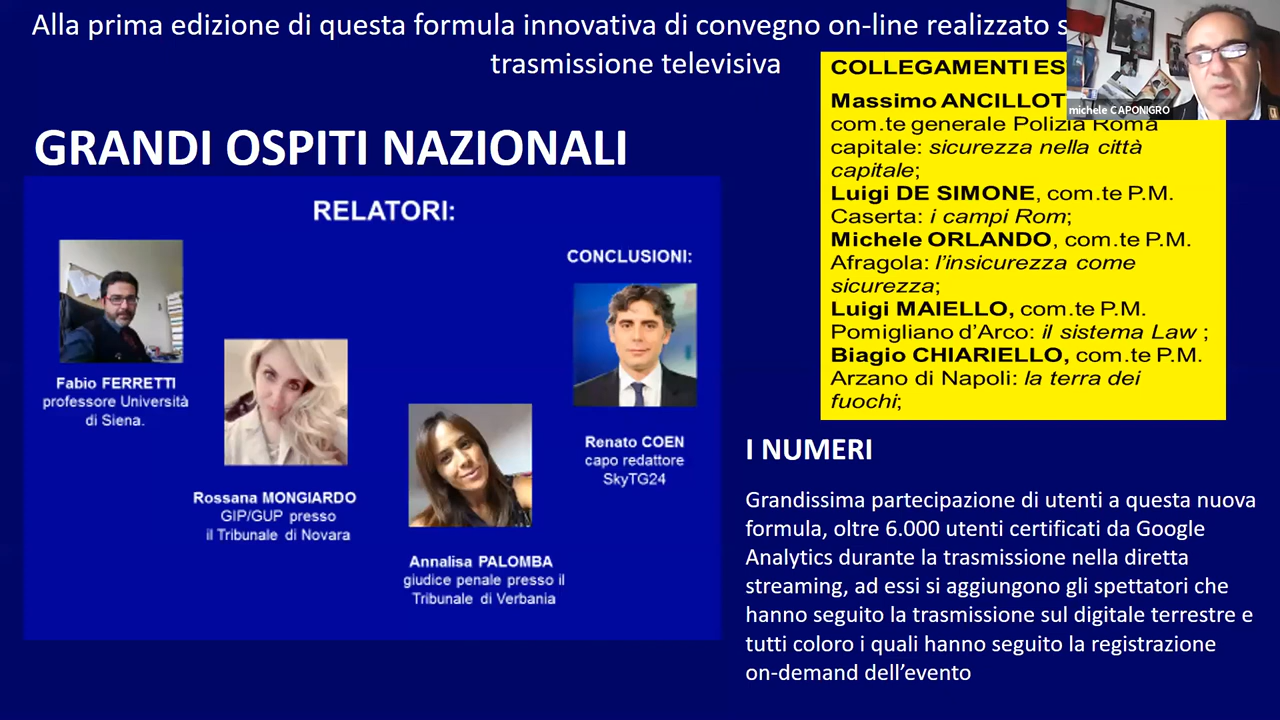 Alla prima edizione di questa formula innovativa di convegno on-line realizzato
trasmissione televisiva
GRANDI OSPITI NAZIONALI
RELATORI:
Fabio FERRETTI
professore Università
di Siena.
Rossana MONGIARDO
GIP/GUP presso
il Tribunale di Novara
Annalisa PALOMBA
giudice penale presso il
Tribunale di Verbania
CONCLUSIONI:
Renato COEN
capo redattore
SkyTG24
COLLEGAMENTI
Massimo
com.te generale Polizia Roma
capitale: sicurezza nella città
capitale;
Luigi DE SIMONE, com.te P.M.
Caserta: i campi Rom;
Michele ORLANDO, com.te P.M.
Afragola: l'insicurezza come
sicurezza;
Luigi MAIELLO, com.te P.M.
Pomigliano d'Arco: il sistema Law ;
Biagio CHIARIELLO, com.te P.M.
Arzano di Napoli: la terra dei
fuochi;
michele CAPONIGRO
I NUMERI
Grandissima partecipazione di utenti a questa nuova
formula, oltre 6.000 utenti certificati da Google
Analytics durante la trasmissione nella diretta
streaming, ad essi si aggiungono gli spettatori che
hanno seguito la trasmissione sul digitale terrestre e
tutti coloro i quali hanno seguito la registrazione
on-demand dell'evento